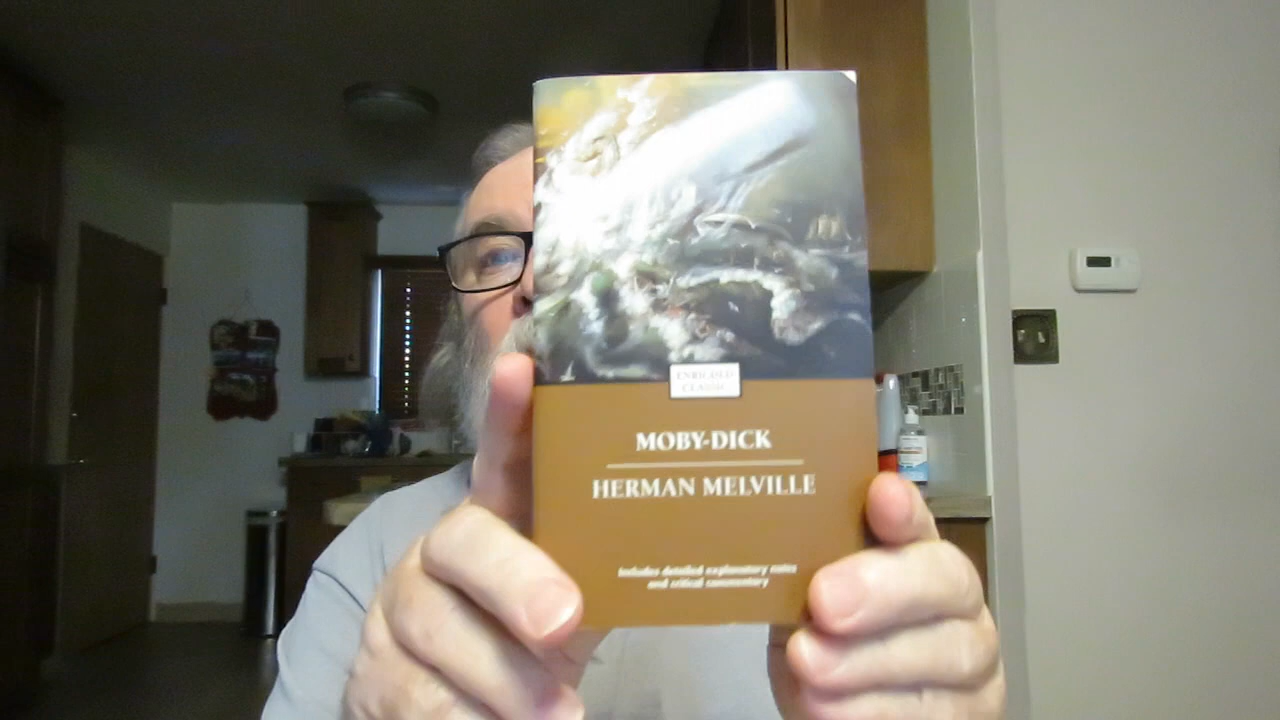 ENRICHED
CLASSIC
MOBY-DICK
HERMAN MELVILLE
Includes detailed explanatory notes
and critical commentary